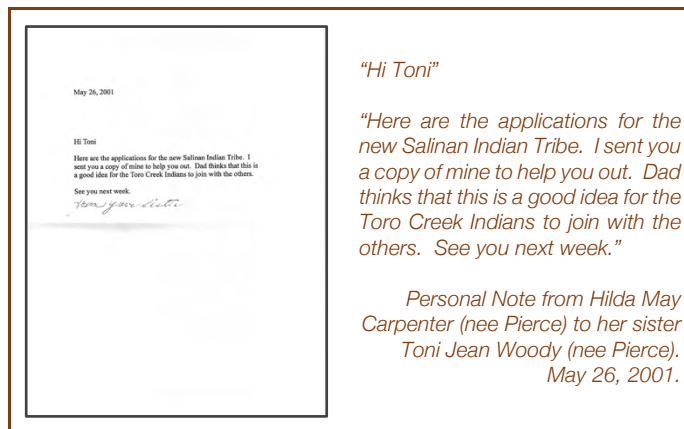 May 26, 2001
Hi Toni
Here are the applications for the new Salinan Indian Tribe.  I
sent you a copy of mine to help you out.  Dad thinks that this is
a good idea for the Toro Creek Indians to join with the others.
See you next week.
from your sister
“Hi Toni”
“Here are the applications for the
new Salinan Indian Tribe.  I sent you
a copy of mine to help you out.  Dad
thinks that this is a good idea for the
Toro Creek Indians to join with the
others.  See you next week.”
Personal Note from Hilda May
Carpenter (nee Pierce) to her sister
Toni Jean Woody (nee Pierce).
May 26, 2001.